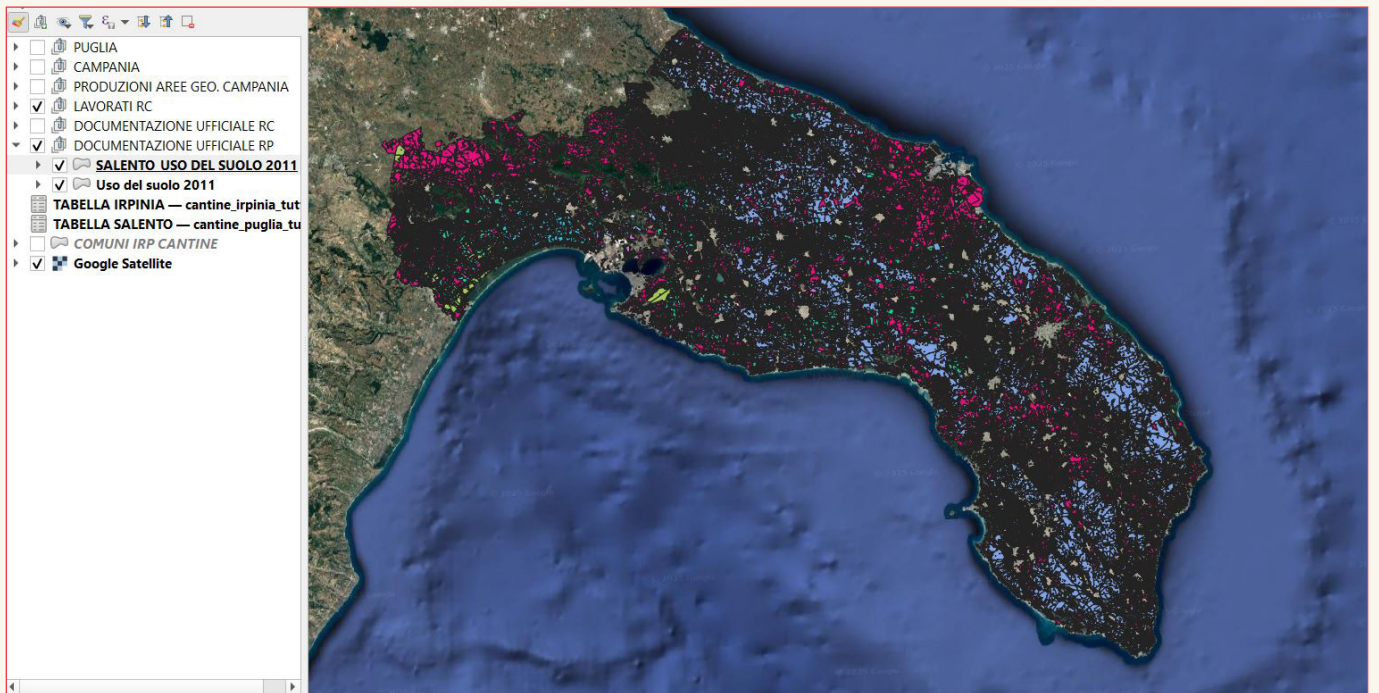 PUGLIA
CAMPANIA
PRODUZIONI AREE GEO. CAMPANIA
LAVORATI RC
DOCUMENTAZIONE UFFICIALE RC
DOCUMENTAZIONE UFFICIALE RP
SALENTO USO DEL SUOLO 2011
Uso del suolo 2011
TABELLA IRPINIA — cantine_irpinia_tut
TABELLA SALENTO — cantine_puglia_tu
COMUNI IRP CANTINE
Google Satellite